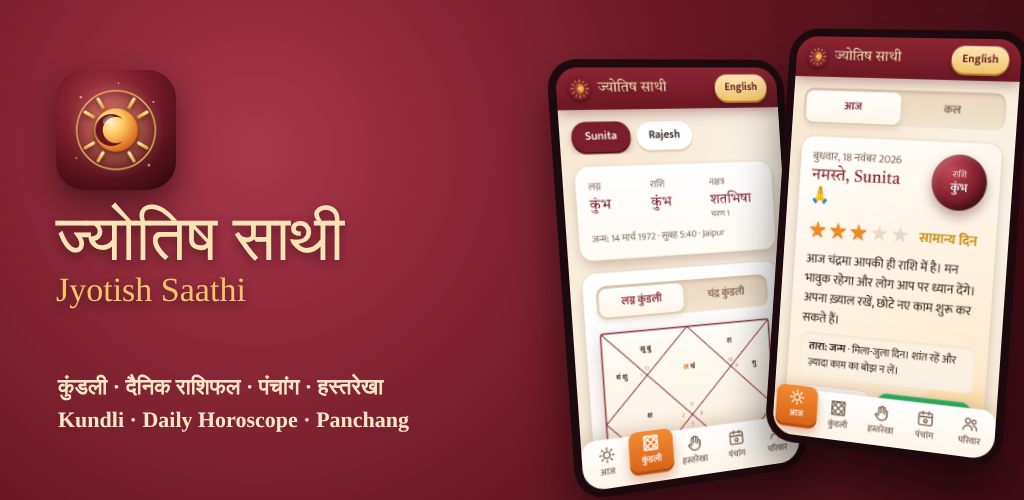 ज्योतिष साथी
Jyotish Saathi
कुंडली · दैनिक राशिफल · पंचांग · हस्तरेखा
Kundli · Daily Horoscope · Panchang
ज्योतिष साथी
English
Sunita
Rajesh
लग्न
राशि
नक्षत्र
कुंभ
कुंभ
शतभिषा
चरण 1
जन्म: 14 मार्च 1972 · सुबह 5:40 · Jaipur
लग्न कुंडली
चंद्र कुंडली
आज
कुंडली
हस्तरेखा
पंचांग
परिवार
ज्योतिष साथी
English
आज
कल
बुधवार, 18 नवंबर 2026
नमस्ते, Sunita
🙏
राशि
कुंभ
सामान्य दिन
आज चंद्रमा आपकी ही राशि में है। मन
भावुक रहेगा और लोग आप पर ध्यान देंगे।
अपना ख़्याल रखें, छोटे नए काम शुरू कर
सकते हैं।
तारा: जन्म · मिला-जुला दिन। शांत रहें और
ज़्यादा काम का बोझ न लें।
आज
कुंडली
हस्तरेखा
पंचांग
परिवार